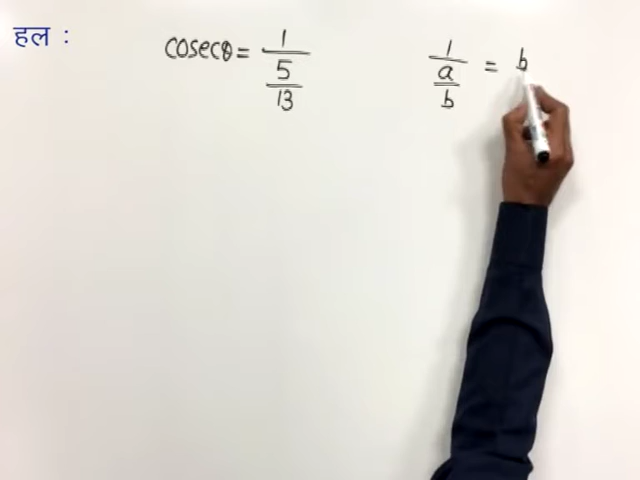 हल :
cosecθ = 1/(5/13)
1/(a/b) = b